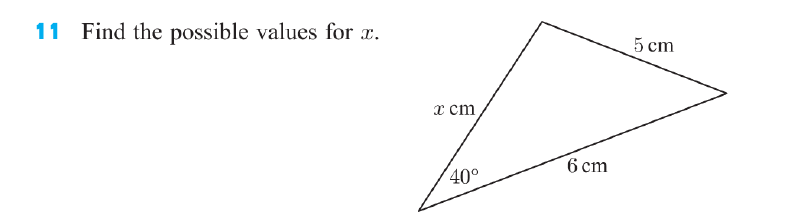 11 Find the possible values for x.
5 cm
x cm
40°
6 cm